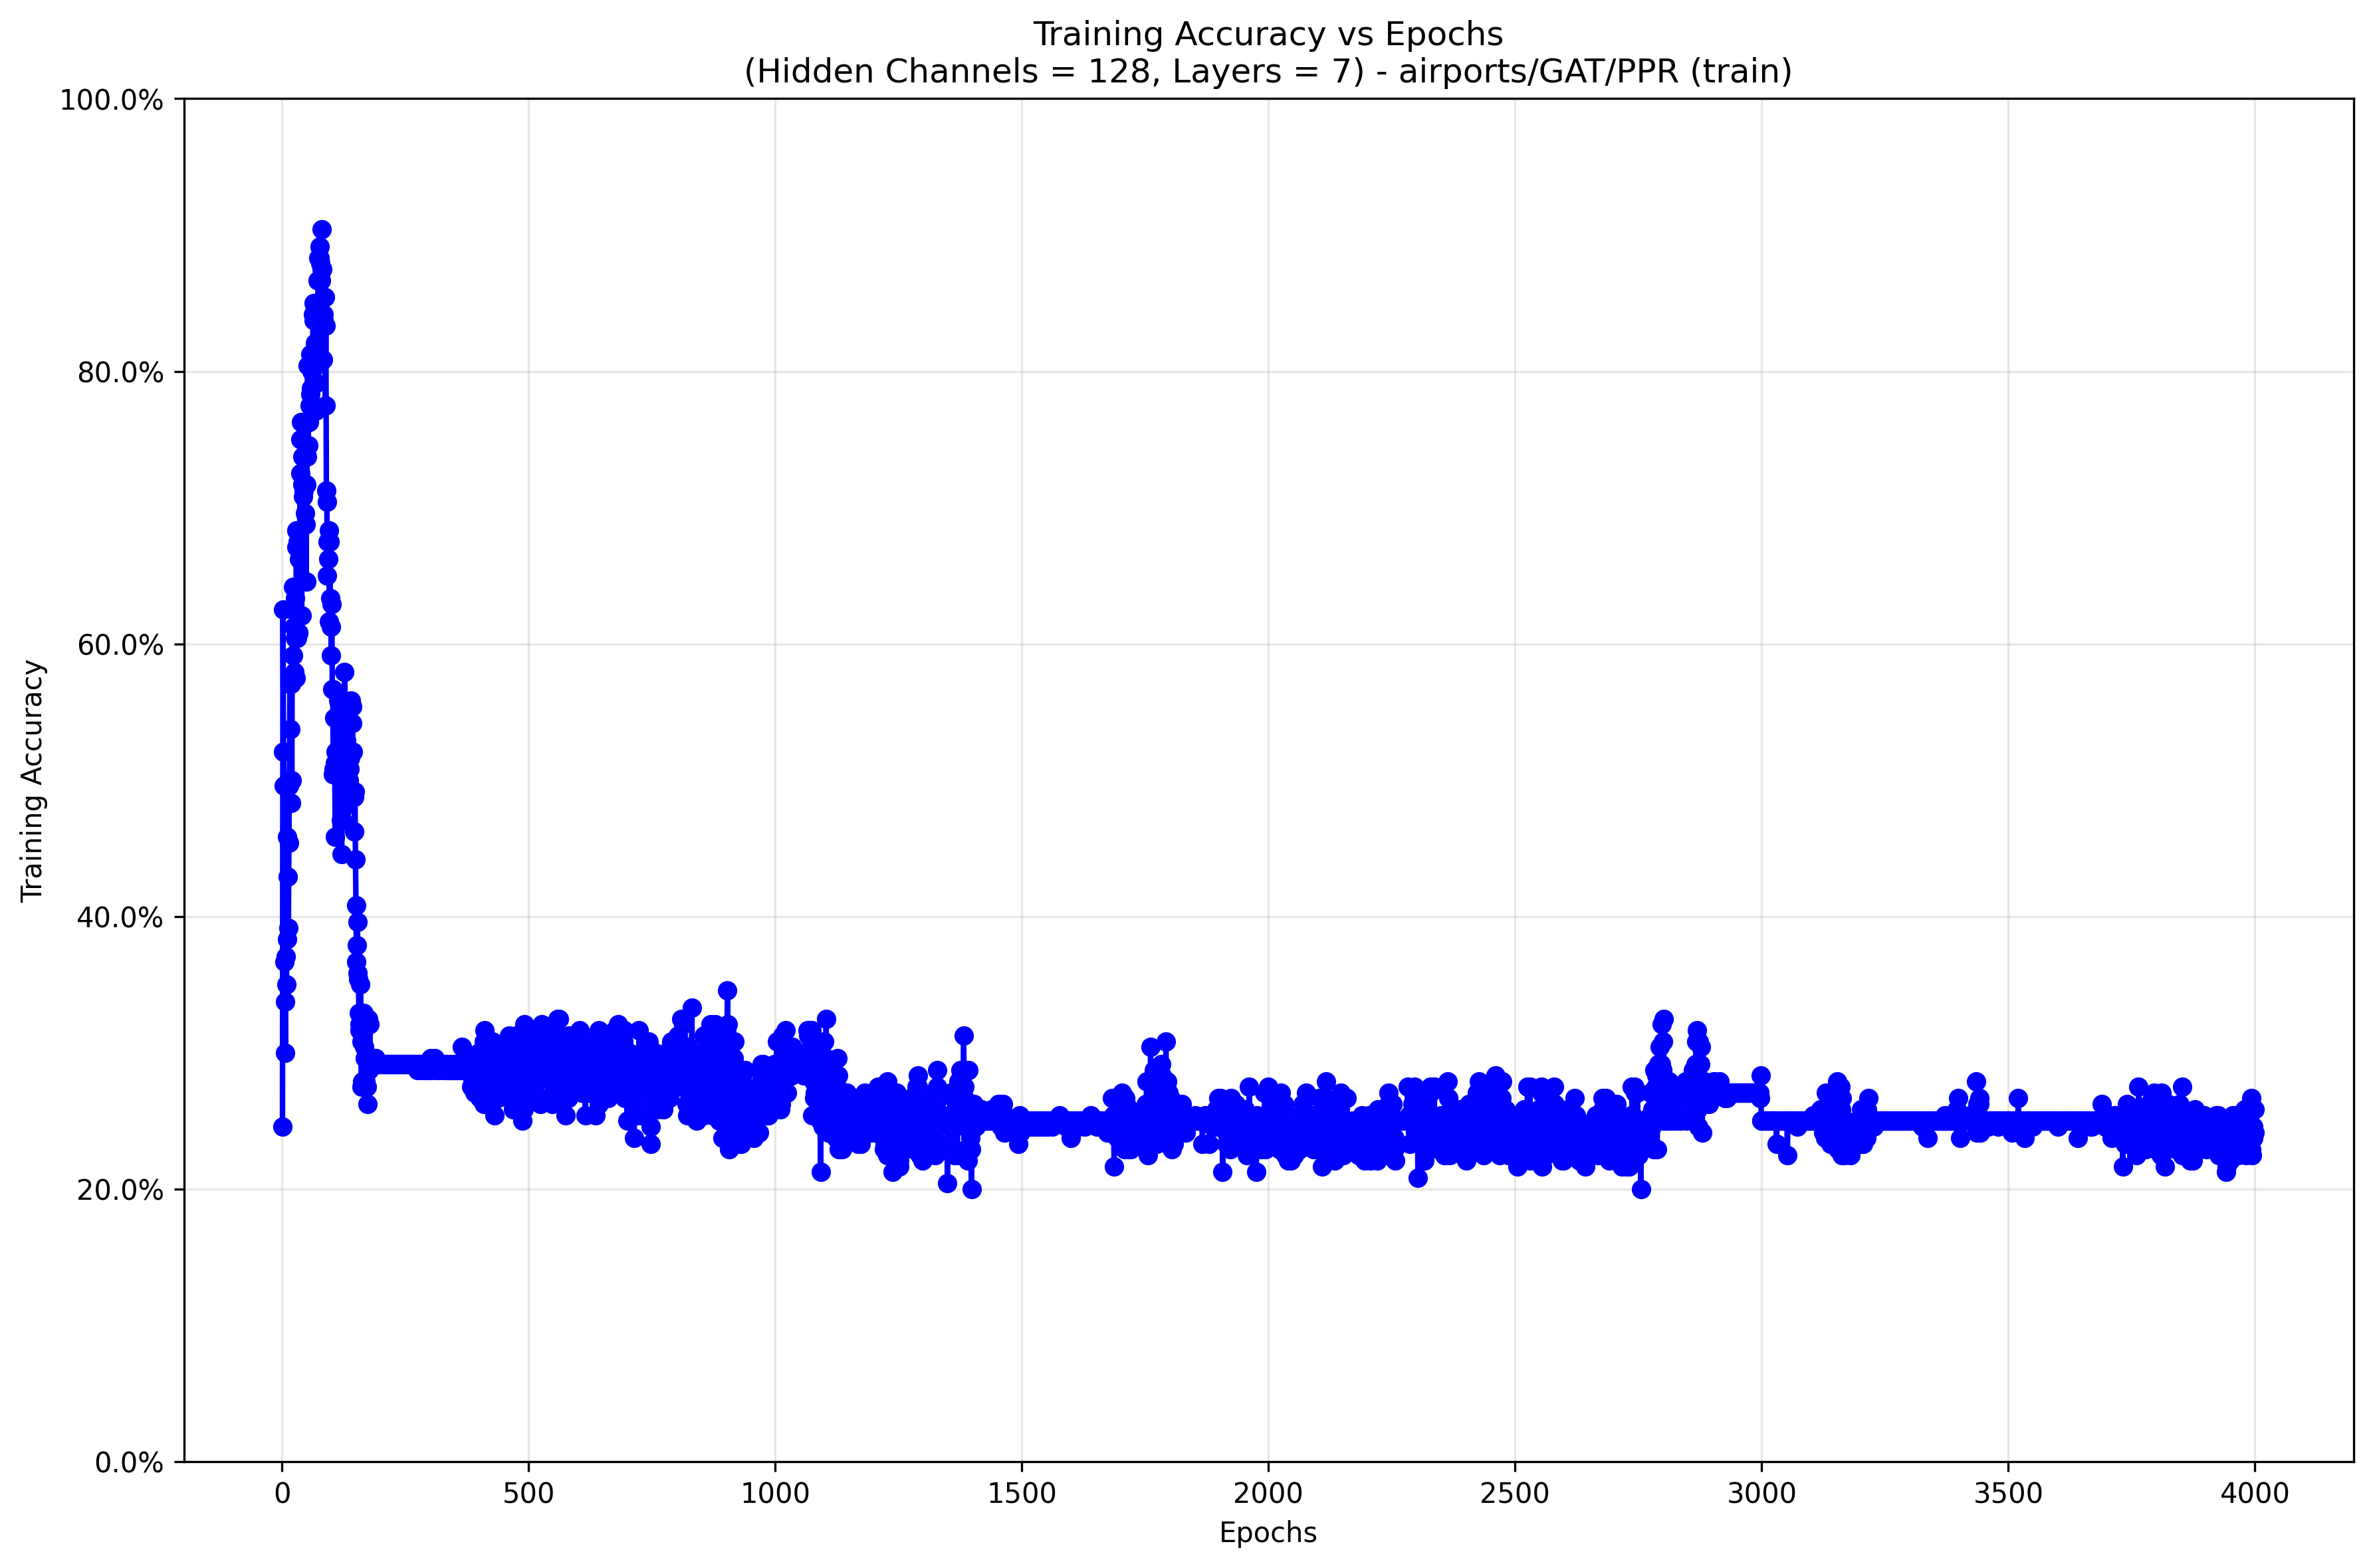 Training Accuracy vs Epochs
(Hidden Channels = 128, Layers = 7) - airports/GAT/PPR (train)
100.0%
80.0%
60.0%
40.0%
20.0%
0.0%
Training Accuracy
0 500 1000 1500 2000 2500 3000 3500 4000
Epochs